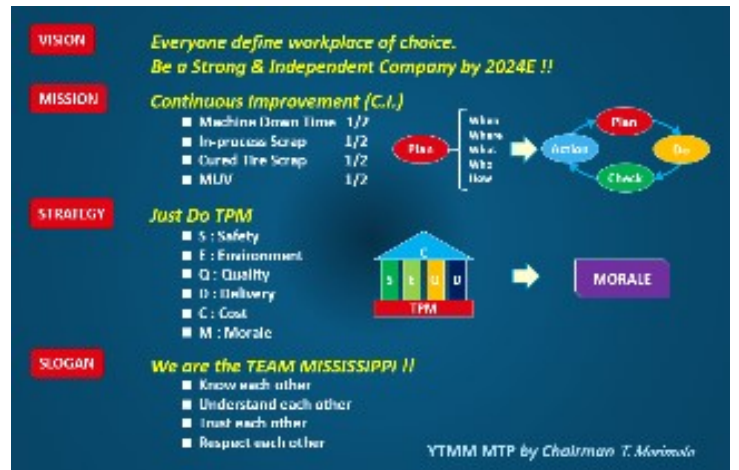 VISION
Everyone define workplace of choice.
Be a Strong & Independent Company by 2024E !!
MISSION
Continuous Improvement (C.I.)
Machine Down Time 1/2
In-process Scrap 1/2
Cured Tire Scrap 1/2
MUV 1/2
Plan
When
Where
What
Who
How
Plan
Do
Check
Action
STRATEGY
Just Do TPM
S : Safety
E : Environment
Q : Quality
D : Delivery
C : Cost
M : Morale
C
S E Q D
TPM
MORALE
SLOGAN
We are the TEAM MISSISSIPPI !!
Know each other
Understand each other
Trust each other
Respect each other
YTMM MTP by Chairman T. Morimoto